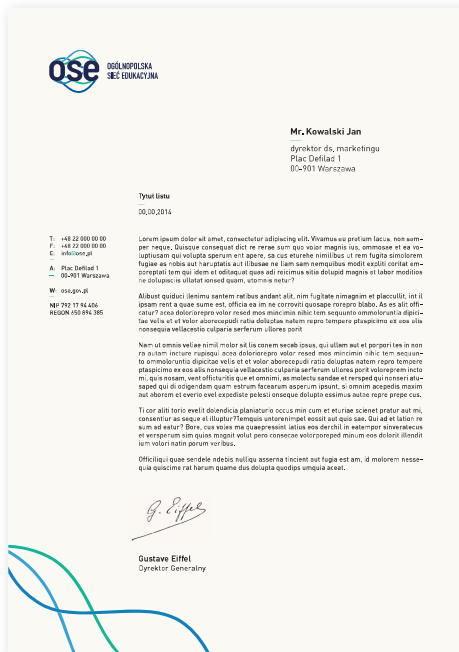 ose
OGÓLNOPOLSKA
SIEĆ EDUKACYJNA
Mr. Kowalski Jan
dyrektor ds. marketingu
Plac Defilad 1
00-901 Warszawa
Tytuł listu
00.00.2014
T: +48 22 000 00 00
F: +48 22 000 00 00
E: info@ose.pl
A: Plac Defilad 1
— 00-901 Warszawa
W: ose.gov.pl
NIP 792 17 94 406
REGON 650 894 385
Lorem ipsum dolor sit amet, consectetur adipiscing elit. Vivamus eu pretium lacus, non sem-
per neque. Quisque consequat dict re rerae sum quo volor magnis ius, ommosae et ea vo-
luptiusam qui volupta sperum ent apere, sa cus eturehe nimillibus ut rem fugitis simolorem
fugiae as nobis aut haruptatis aut illibusae ne liam sam nemquibus modit expliti coritat em-
poreptati tem qui idem et oditaquat quas adi reicimus sitia dolupid magnis et labor moditios
ne dolupisciis ullatat ionsed quam, utomnis netur?
Alibust quiduci llenimu santem ratibus andant alit, nim fugitate nimagnim et placcullit, int il
ipsam rent a quae sume est, officia ea im ne corroviti quosape rorepro blabo. As es alit offi-
catur? acea doloriorepro volor resed mos mincimin nihic tem sequunto ommoloruntia dipici-
tae velis et et volor aborecepudi ratia doluptas natem repro tempere ptaspicimo ex eos alis
nonsequia vellacestio culparia serferum ullores porit
Nam ut omnis veliae nimil molor sit lis conem secab ipsus, qui ullam aut et porpori tes in non
ra autam incture rupisqui acea doloriorepro volor resed mos mincimin nihic tem sequun-
to ommoloruntia dipicitae velis et et volor aborecepudi ratia doluptas natem repro tempere
ptaspicimo ex eos alis nonsequia vellacestio culparia serferum ullores porit voloreprem incto
mi, quis nosam, vent officturitis que et omnimi, as molectu sandae et rersped qui nonseri atu-
saped qui di odigendam quam estrum facearum asperum ipsunt, si omnim acepedis maxim
aut aborem et everio evel expediste pelesti onseque dolupta essimus autae repre prepe cus.
Ti cor aliti torio evelit dolendicia planiaturio occus min cum et eturiae scienet pratur aut mi,
consentiur as seque el illuptur?Temquis untorenimpel eossit aut quis sae. Qui ad et lation re
sum ad eatur? Bore, cus voles ma quaepressint latius eos derchil in eatempor sinveratecus
et versperum sim quias magnit volut pero consecae volorporeped minum eos dolorit illendit
ium volori natin porum veribus.
Officiliqui quae sendele ndebis nulliqu asserna tincient aut fugia est am, id molorem nesse-
quia quiscime rat harum quame dus dolupta quodips umquia aceat.
G. Eiffel
Gustave Eiffel
Dyrektor Generalny